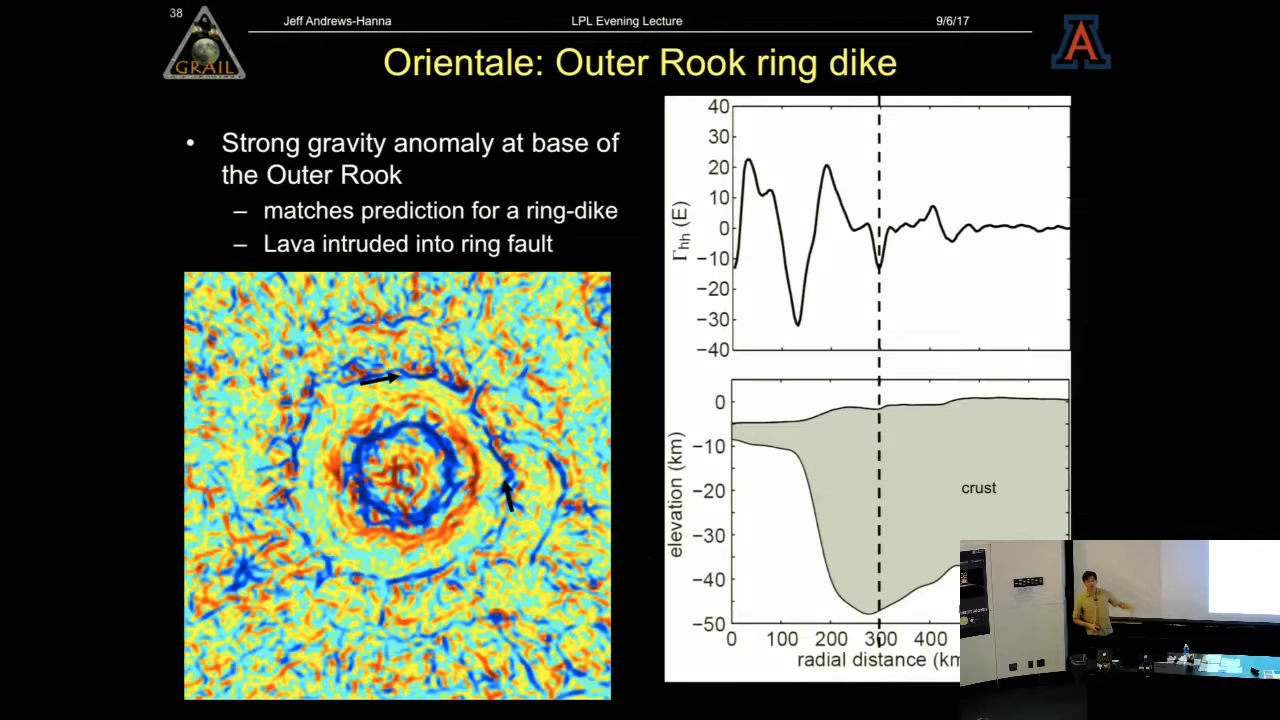 38
Jeff Andrews-Hanna
LPL Evening Lecture
9/6/17
GRAIL
A
Orientale: Outer Rook ring dike
• Strong gravity anomaly at base of
the Outer Rook
– matches prediction for a ring-dike
– Lava intruded into ring fault
40
30
20
10
0
−10
−20
−30
−40
Γhh (E)
0
−10
−20
−30
−40
−50
elevation (km)
crust
0 100 200 300 400
radial distance (km